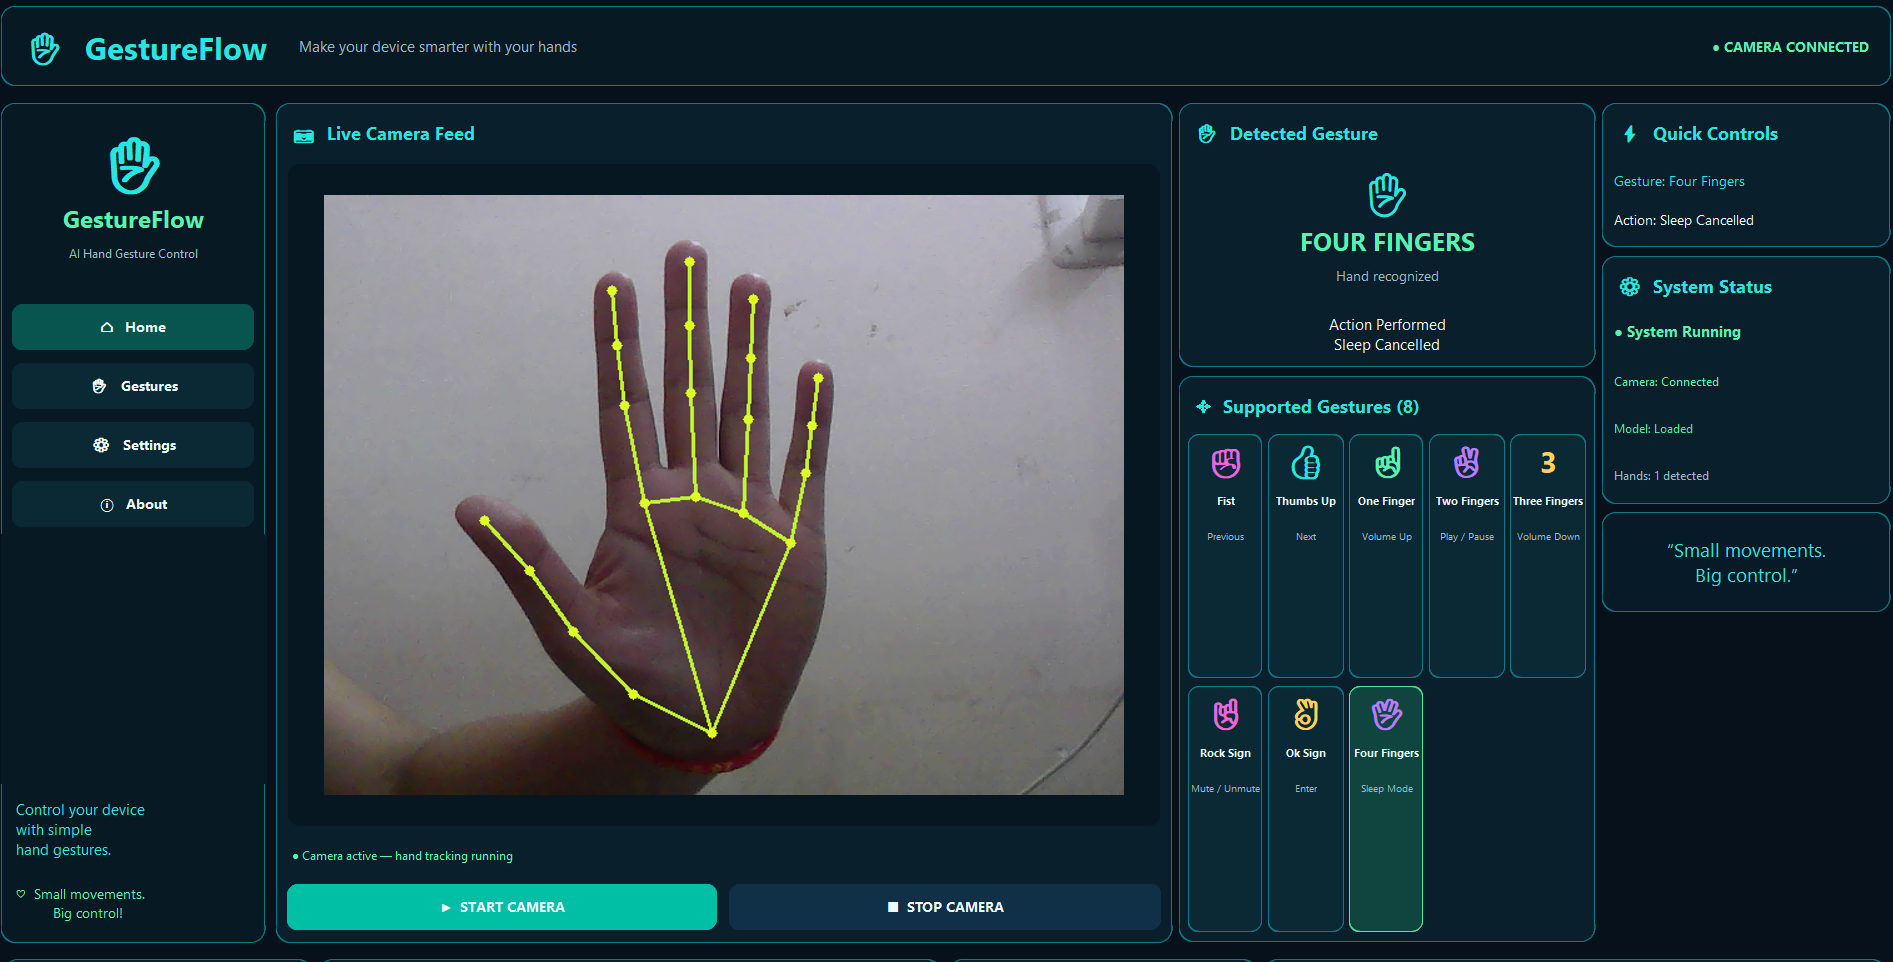 GestureFlow
Make your device smarter with your hands
● CAMERA CONNECTED
GestureFlow
AI Hand Gesture Control
Home
Gestures
Settings
About
Control your device
with simple
hand gestures.
♡ Small movements.
Big control!
Live Camera Feed
● Camera active — hand tracking running
► START CAMERA
■ STOP CAMERA
Detected Gesture
FOUR FINGERS
Hand recognized
Action Performed
Sleep Cancelled
Supported Gestures (8)
3
Fist
Thumbs Up
One Finger
Two Fingers
Three Fingers
Previous
Next
Volume Up
Play / Pause
Volume Down
Rock Sign
Ok Sign
Four Fingers
Mute / Unmute
Enter
Sleep Mode
Quick Controls
Gesture: Four Fingers
Action: Sleep Cancelled
System Status
● System Running
Camera: Connected
Model: Loaded
Hands: 1 detected
“Small movements.
Big control.”